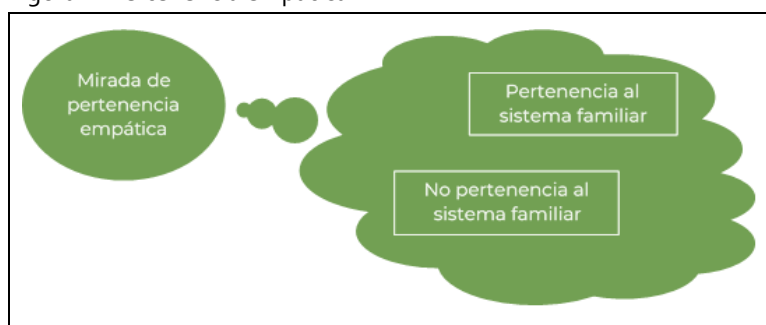 Mirada de
pertenencia
empática
Pertenencia al
sistema familiar
No pertenencia al
sistema familiar